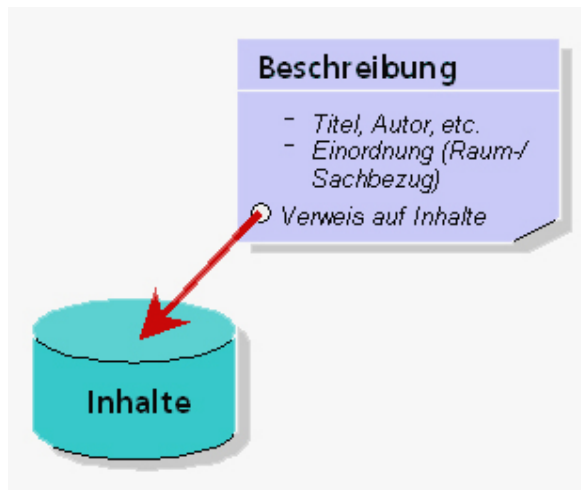 Beschreibung
- Titel, Autor, etc.
- Einordnung (Raum-/
Sachbezug)
Verweis auf Inhalte
Inhalte